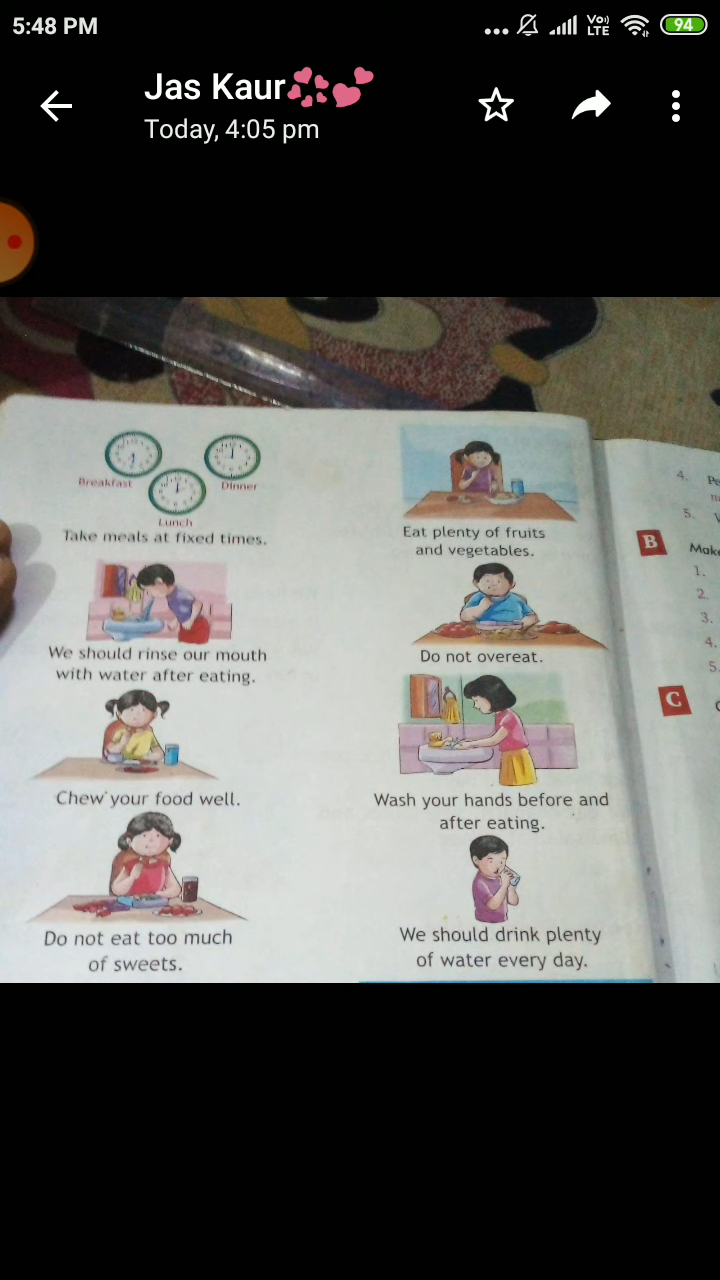 5:48 PM
Vo)
LTE
94
Jas Kaur
Today, 4:05 pm
Breakfast
Dinner
Lunch
Take meals at fixed times.
We should rinse our mouth
with water after eating.
Chew your food well.
Do not eat too much
of sweets.
Eat plenty of fruits
and vegetables.
Do not overeat.
Wash your hands before and
after eating.
We should drink plenty
of water every day.
4.
5.
B
1.
2.
3.
4.
5.
C